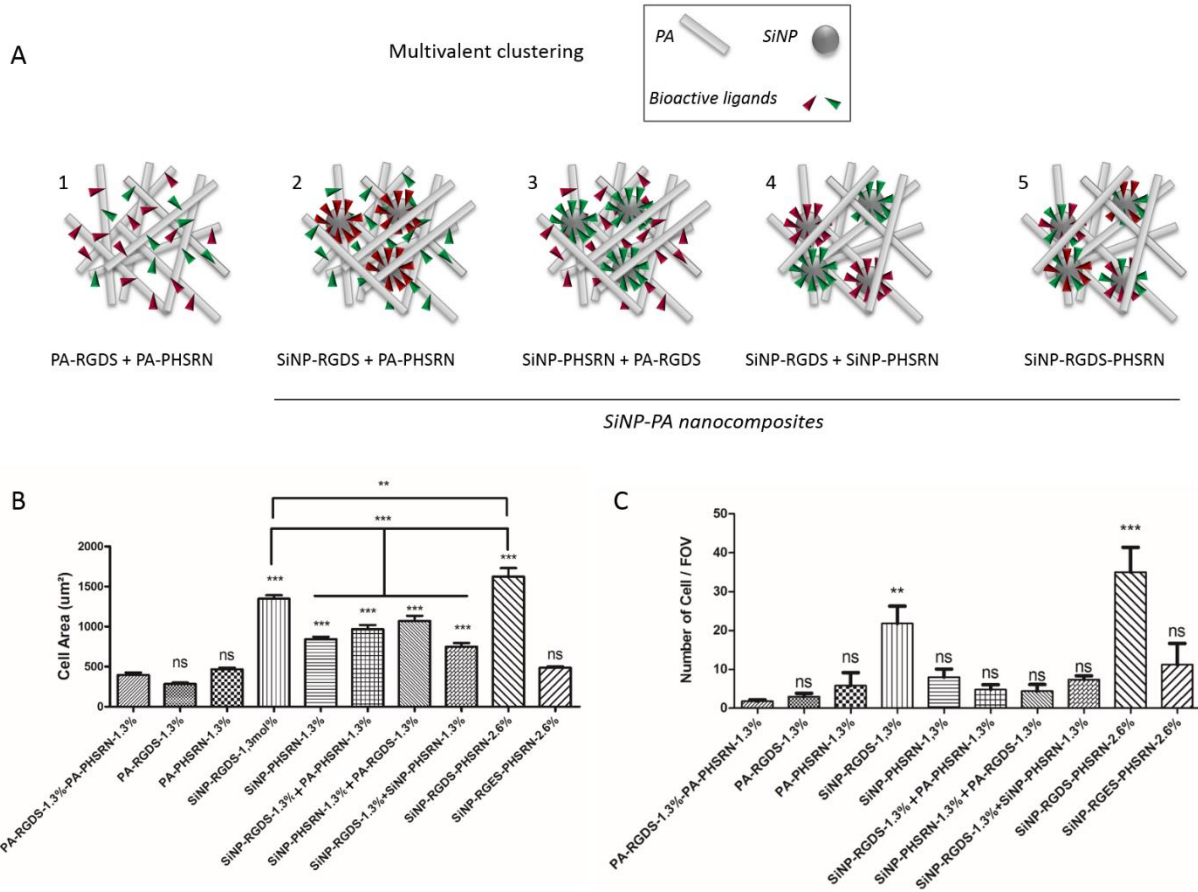 A
Multivalent clustering
PA
SiNP
Bioactive ligands
1
2
3
4
5
PA-RGDS + PA-PHSRN
SiNP-RGDS + PA-PHSRN
SiNP-PHSRN + PA-RGDS
SiNP-RGDS + SiNP-PHSRN
SiNP-RGDS-PHSRN
SiNP-PA nanocomposites
B
Cell Area (um²)
2000
1500
1000
500
0
ns
ns
***
***
***
***
***
***
ns
**
***
PA-RGDS-1.3%-PA-PHSRN-1.3%
PA-RGDS-1.3%
PA-PHSRN-1.3%
SiNP-RGDS-1.3mol%
SiNP-PHSRN-1.3%
SiNP-RGDS-1.3% + PA-PHSRN-1.3%
SiNP-PHSRN-1.3% + PA-RGDS-1.3%
SiNP-RGDS-1.3%+SiNP-PHSRN-1.3%
SiNP-RGDS-PHSRN-2.6%
SiNP-RGES-PHSRN-2.6%
C
Number of Cell / FOV
50
40
30
20
10
0
ns
ns
**
ns
ns
ns
ns
***
ns
PA-RGDS-1.3%-PA-PHSRN-1.3%
PA-RGDS-1.3%
PA-PHSRN-1.3%
SiNP-RGDS-1,3%
SiNP-PHSRN-1,3%
SiNP-RGDS-1.3% + PA-PHSRN-1.3%
SiNP-PHSRN-1.3% + PA-RGDS-1.3%
SiNP-RGDS-1.3%+SiNP-PHSRN-1.3%
SiNP-RGDS-PHSRN-2.6%
SiNP-RGES-PHSRN-2.6%